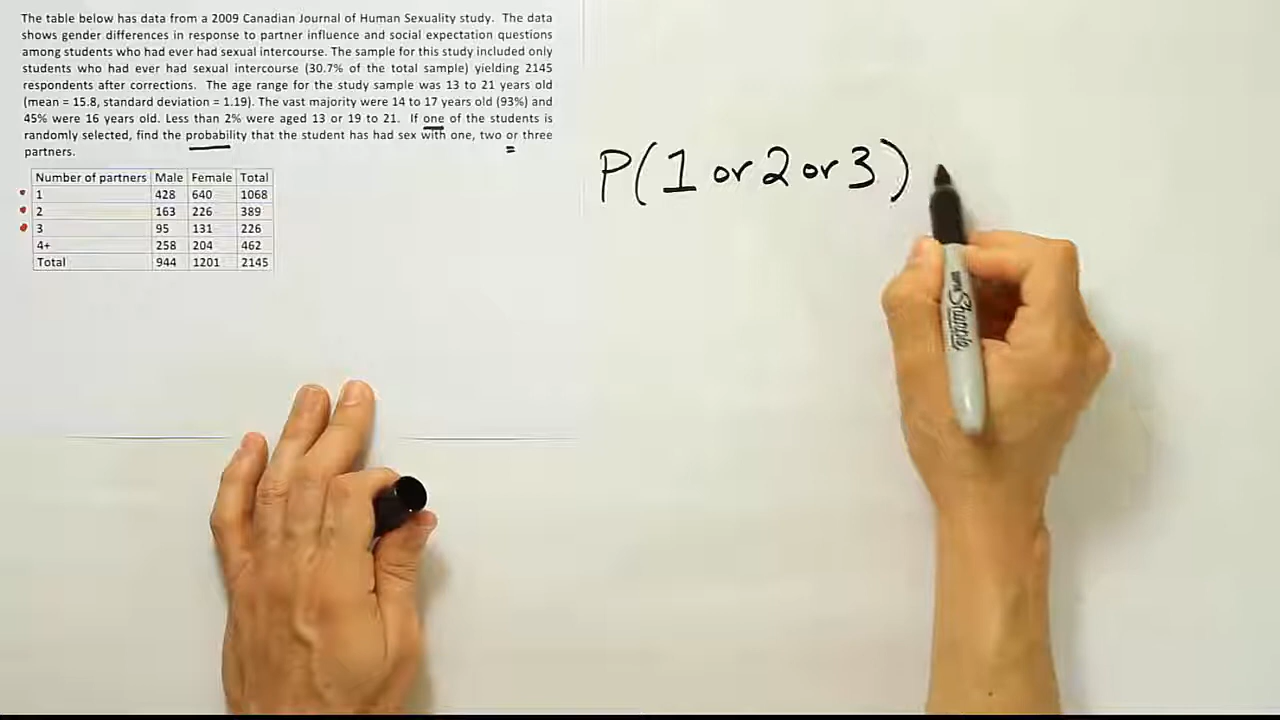 The table below has data from a 2009 Canadian Journal of Human Sexuality study. The data
shows gender differences in response to partner influence and social expectation questions
among students who had ever had sexual intercourse. The sample for this study included only
students who had ever had sexual intercourse (30.7% of the total sample) yielding 2145
respondents after corrections. The age range for the study sample was 13 to 21 years old
(mean = 15.8, standard deviation = 1.19). The vast majority were 14 to 17 years old (93%) and
45% were 16 years old. Less than 2% were aged 13 or 19 to 21. If one of the students is
randomly selected, find the probability that the student has had sex with one, two or three
partners.
P(1 or 2 or 3)
Number of partners Male Female Total
1 428 640 1068
2 163 226 389
3 95 131 226
4+ 258 204 462
Total 944 1201 2145
Sharpie